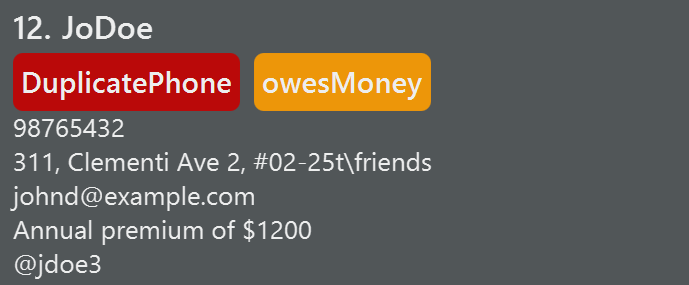 12. JoDoe
DuplicatePhone owesMoney
98765432
311, Clementi Ave 2, #02-25t\friends
johnd@example.com
Annual premium of $1200
@jdoe3